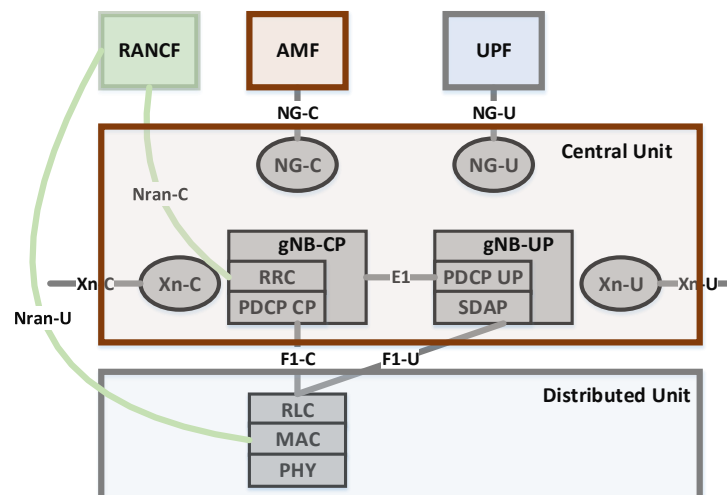 RANCF
AMF
UPF
NG-C
NG-U
Central Unit
NG-C
NG-U
Nran-C
gNB-CP
gNB-UP
RRC
E1
PDCP UP
Xn-C
Xn-C
PDCP CP
SDAP
Xn-U
Xn-U
Nran-U
F1-C
F1-U
Distributed Unit
RLC
MAC
PHY